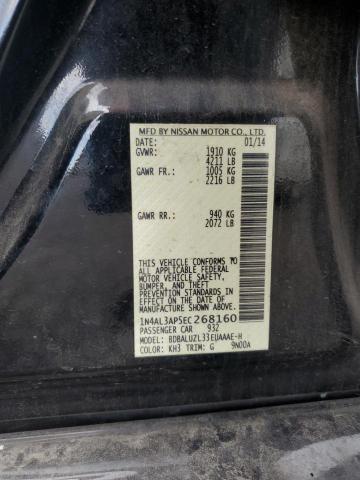 MFD BY NISSAN MOTOR CO., LTD.
DATE: 01/14
GVWR: 1910 KG
4211 LB
GAWR FR.: 1005 KG
2216 LB
GAWR RR.: 940 KG
2072 LB
THIS VEHICLE CONFORMS TO ALL
APPLICABLE FEDERAL
MOTOR VEHICLE SAFETY,
BUMPER, AND THEFT
PREVENTION STANDARDS IN
EFFECT ON THE DATE OF
MANUFACTURE SHOWN ABOVE.
1N4AL3AP5EC268160
PASSENGER CAR 932
MODEL: BDBALUZL33EUAAAE-H
COLOR: KH3 TRIM: G 9N00A